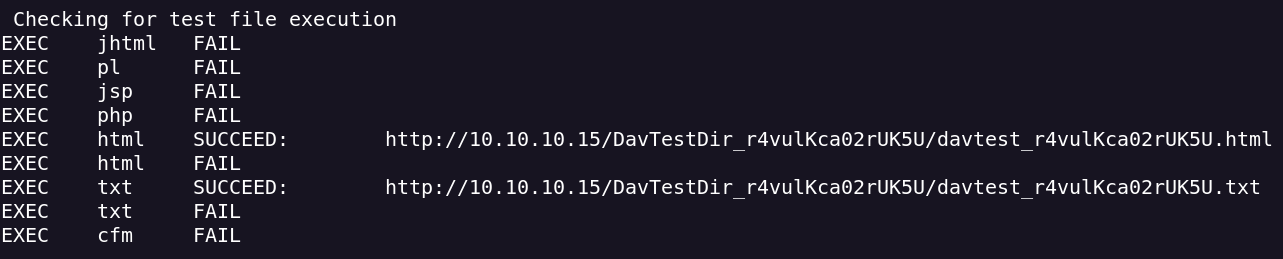 Checking for test file execution
EXEC    jhtml   FAIL
EXEC    pl      FAIL
EXEC    jsp     FAIL
EXEC    php     FAIL
EXEC    html    SUCCEED:        http://10.10.10.15/DavTestDir_r4vulKca02rUK5U/davtest_r4vulKca02rUK5U.html
EXEC    html    FAIL
EXEC    txt     SUCCEED:        http://10.10.10.15/DavTestDir_r4vulKca02rUK5U/davtest_r4vulKca02rUK5U.txt
EXEC    txt     FAIL
EXEC    cfm     FAIL